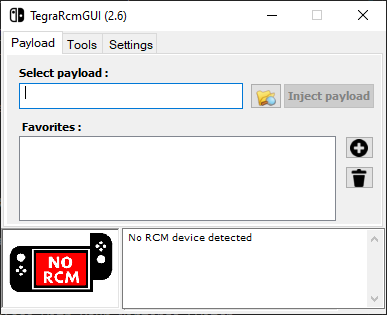 TegraRcmGUI (2.6)
Payload Tools Settings
Select payload :
Inject payload
Favorites :
NO
RCM
No RCM device detected